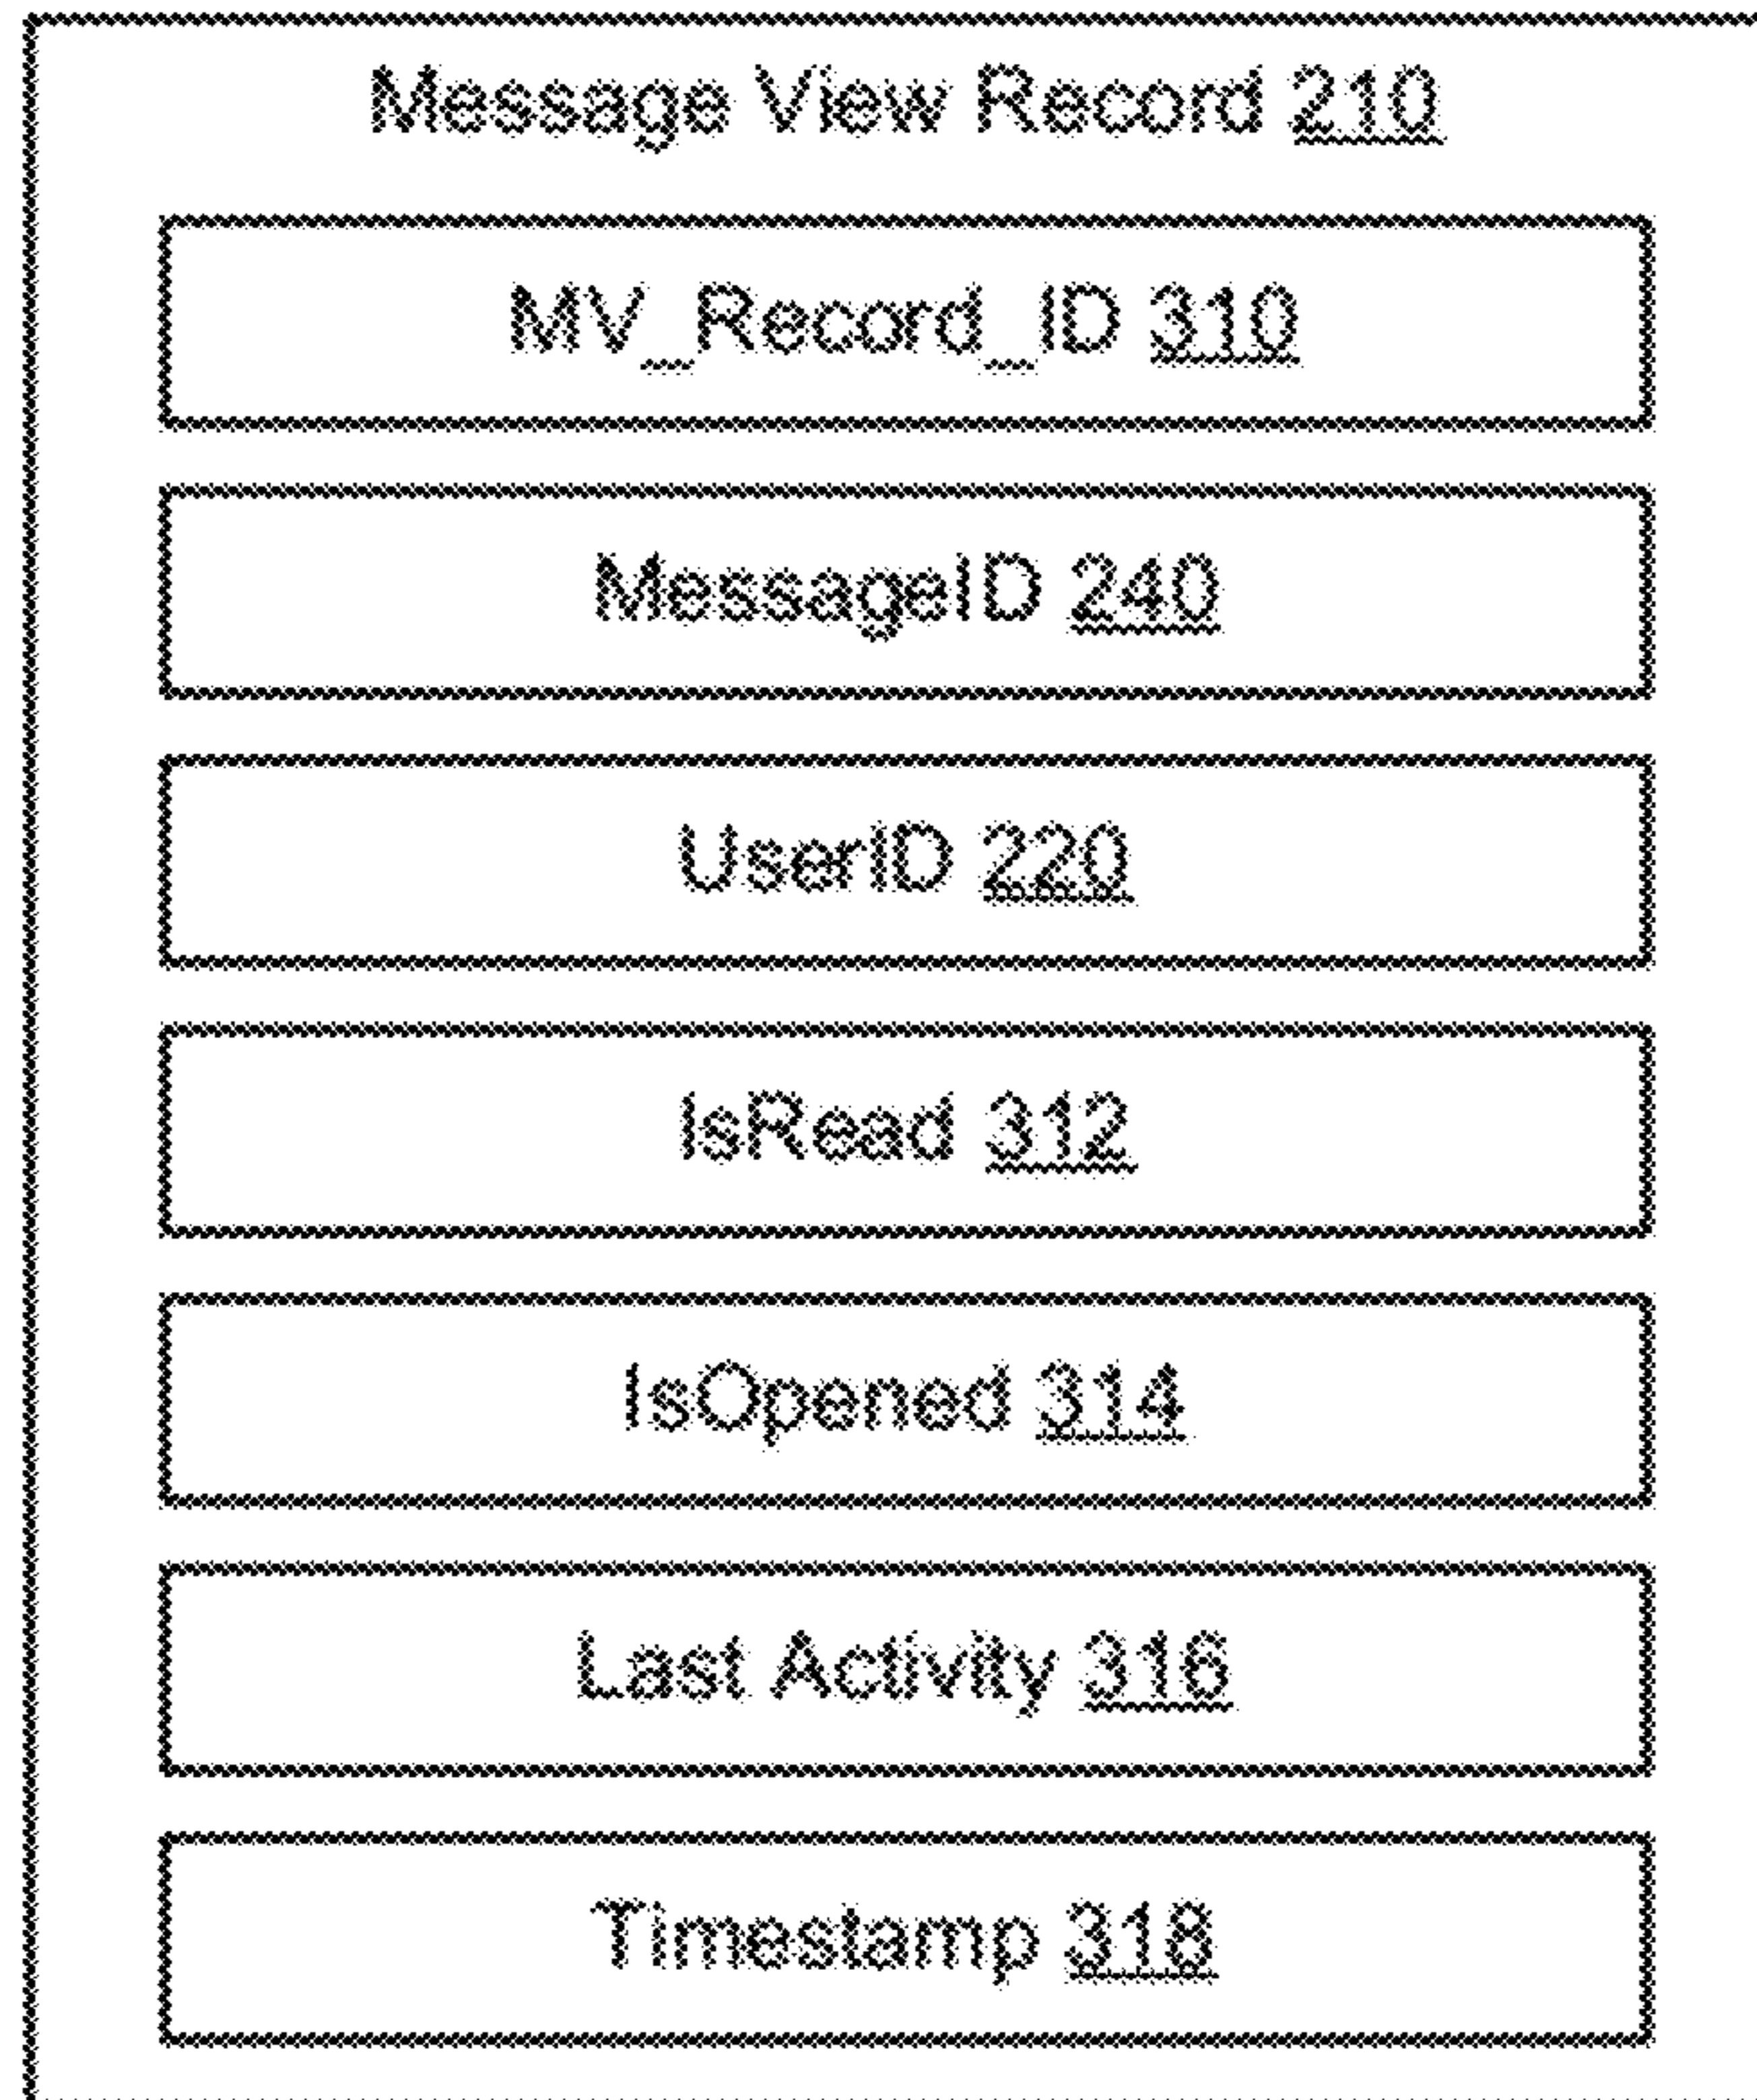 Message View Record 210
MV_Record_ID 310
MessageID 240
UserID 220
IsRead 312
IsOpened 314
Last Activity 316
Timestamp 318